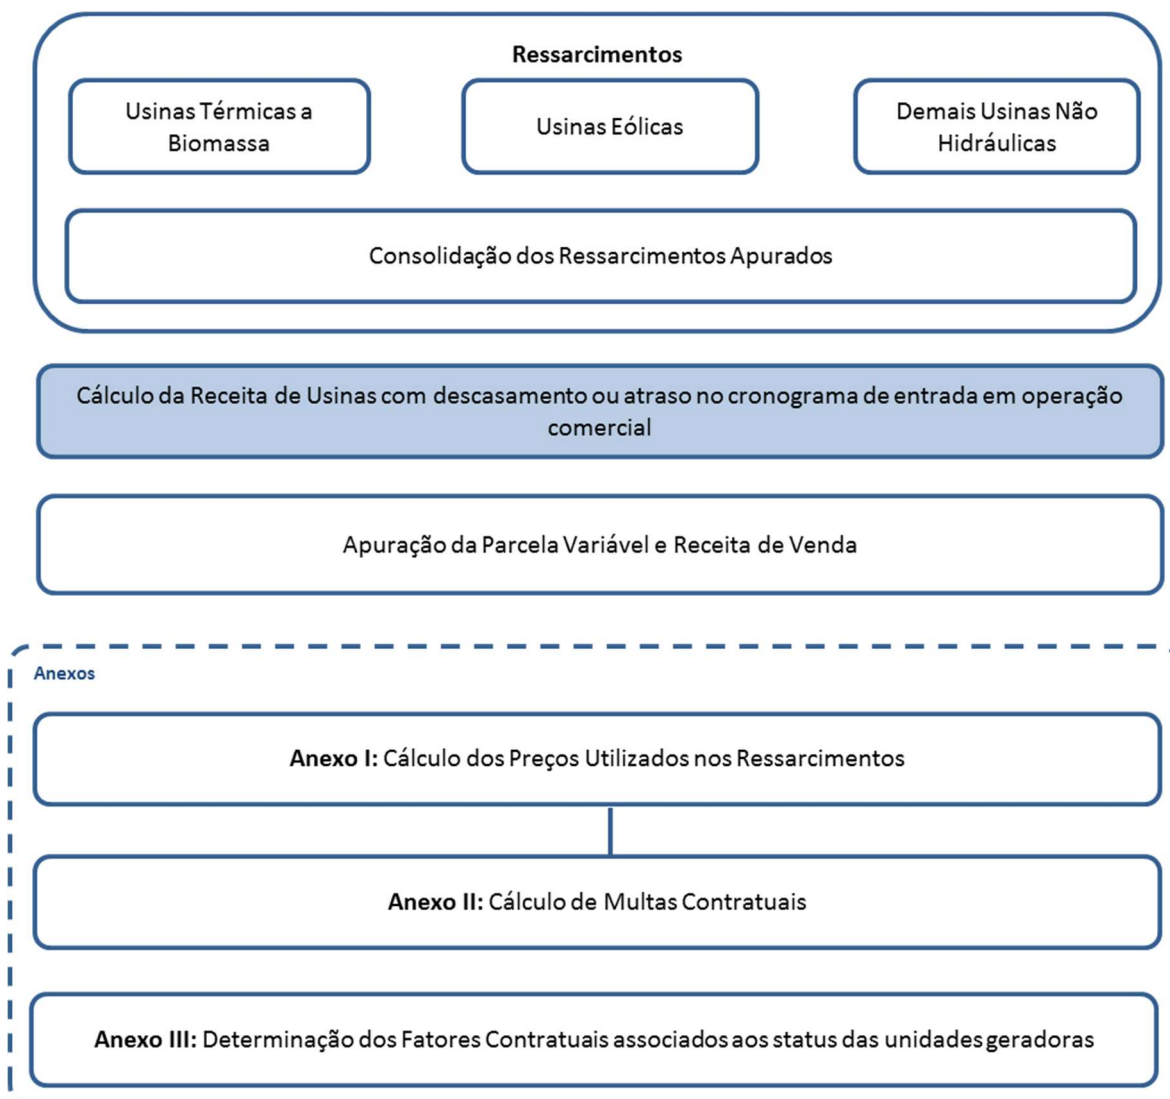 Ressarcimentos
Usinas Térmicas a
Biomassa
Usinas Eólicas
Demais Usinas Não
Hidráulicas
Consolidação dos Ressarcimentos Apurados
Cálculo da Receita de Usinas com descasamento ou atraso no cronograma de entrada em operação
comercial
Apuração da Parcela Variável e Receita de Venda
Anexos
Anexo I: Cálculo dos Preços Utilizados nos Ressarcimentos
Anexo II: Cálculo de Multas Contratuais
Anexo III: Determinação dos Fatores Contratuais associados aos status das unidades geradoras